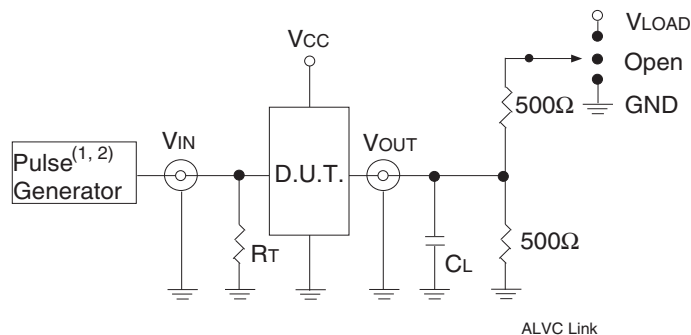 VLOAD
VCC
Open
500Ω
GND
VIN
VOUT
Pulse(1, 2)
Generator
D.U.T.
RT
CL
500Ω
ALVC Link